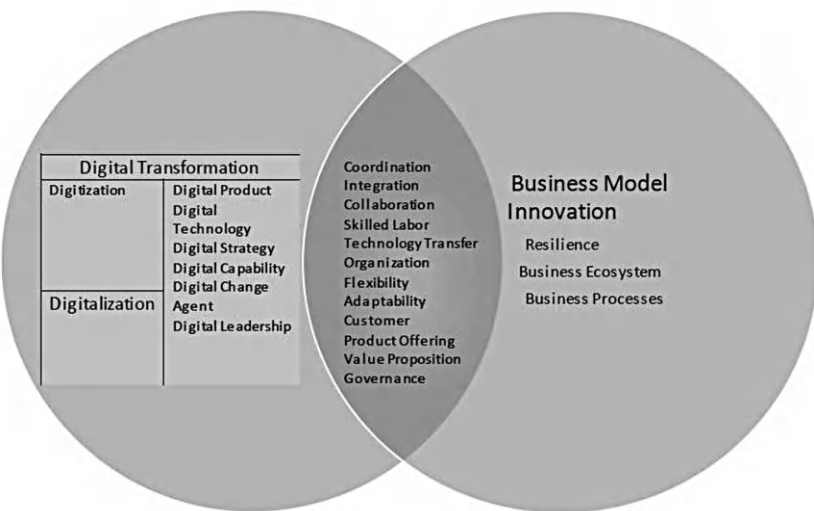 Digital Transformation
Digitization
Digitalization
Digital Product
Digital
Technology
Digital Strategy
Digital Capability
Digital Change
Agent
Digital Leadership
Coordination
Integration
Collaboration
Skilled Labor
Technology Transfer
Organization
Flexibility
Adaptability
Customer
Product Offering
Value Proposition
Governance
Business Model
Innovation
Resilience
Business Ecosystem
Business Processes